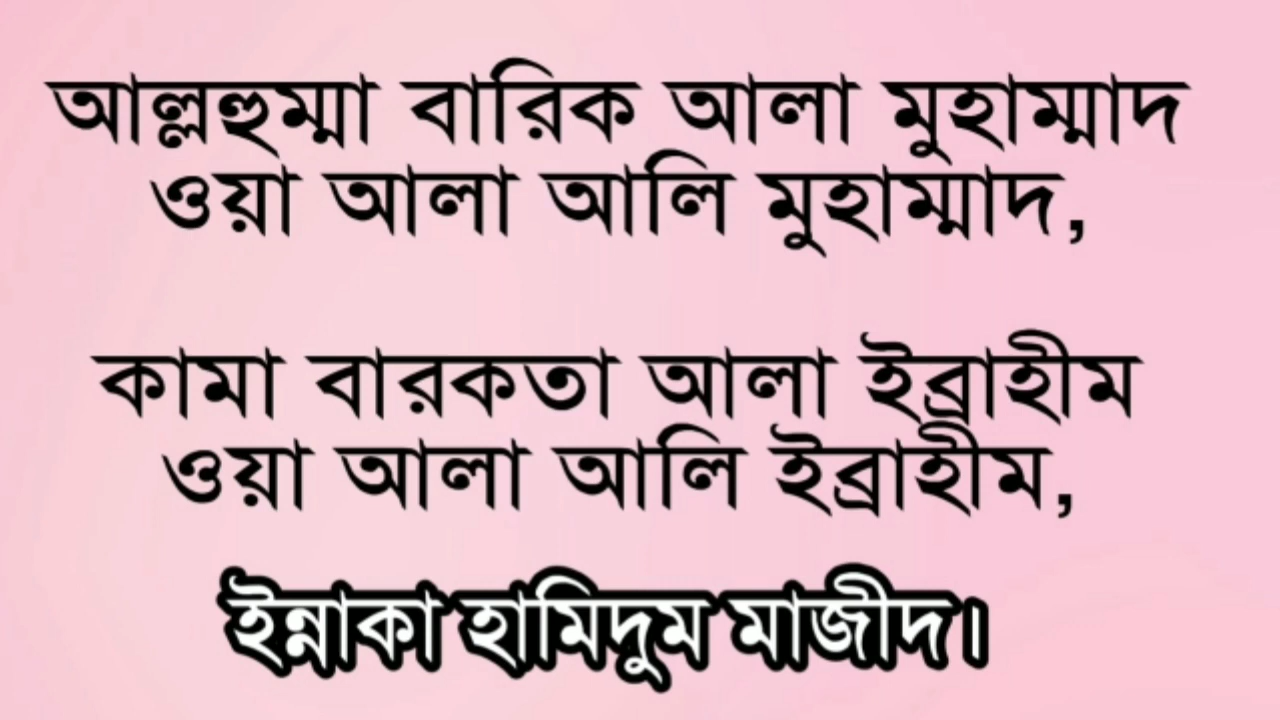 আল্লহুম্মা বারিক আলা মুহাম্মাদ
ওয়া আলা আলি মুহাম্মাদ,
কামা বারকতা আলা ইব্রাহীম
ওয়া আলা আলি ইব্রাহীম,
ইন্নাকা হামিদুম মাজীদ।